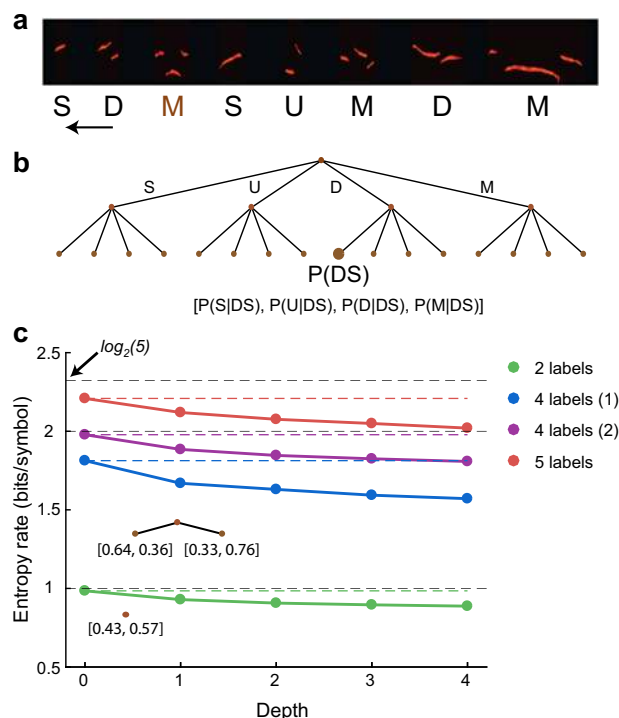 a
S D M S U M D M
b
S U D M
P(DS)
[P(S|DS), P(U|DS), P(D|DS), P(M|DS)]
c
log2(5)
2.5
2
1.5
1
0.5
Entropy rate (bits/symbol)
[0.64, 0.36] [0.33, 0.76]
[0.43, 0.57]
0 1 2 3 4
Depth
2 labels
4 labels (1)
4 labels (2)
5 labels